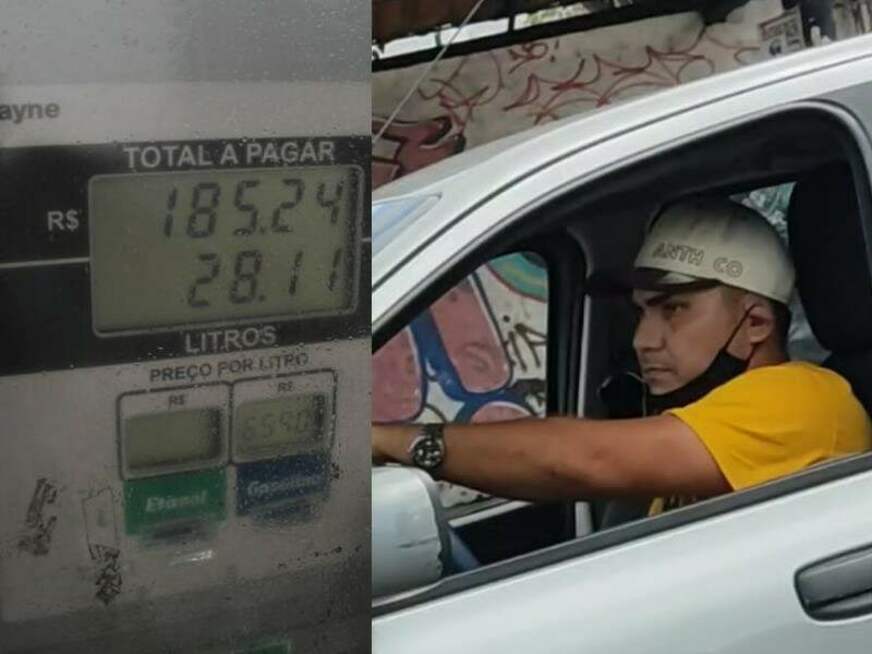 ayne
TOTAL A PAGAR
R$ 185.24
28.11
LITROS
PREÇO POR LITRO
R$ R$
6.590
Etanol Gasolina
ANTH CO